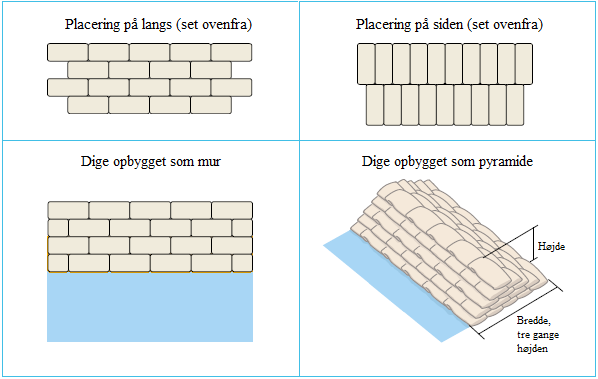 Placering på langs (set ovenfra)
Placering på siden (set ovenfra)
Dige opbygget som mur
Dige opbygget som pyramide
Højde
Bredde,
tre gange
højden